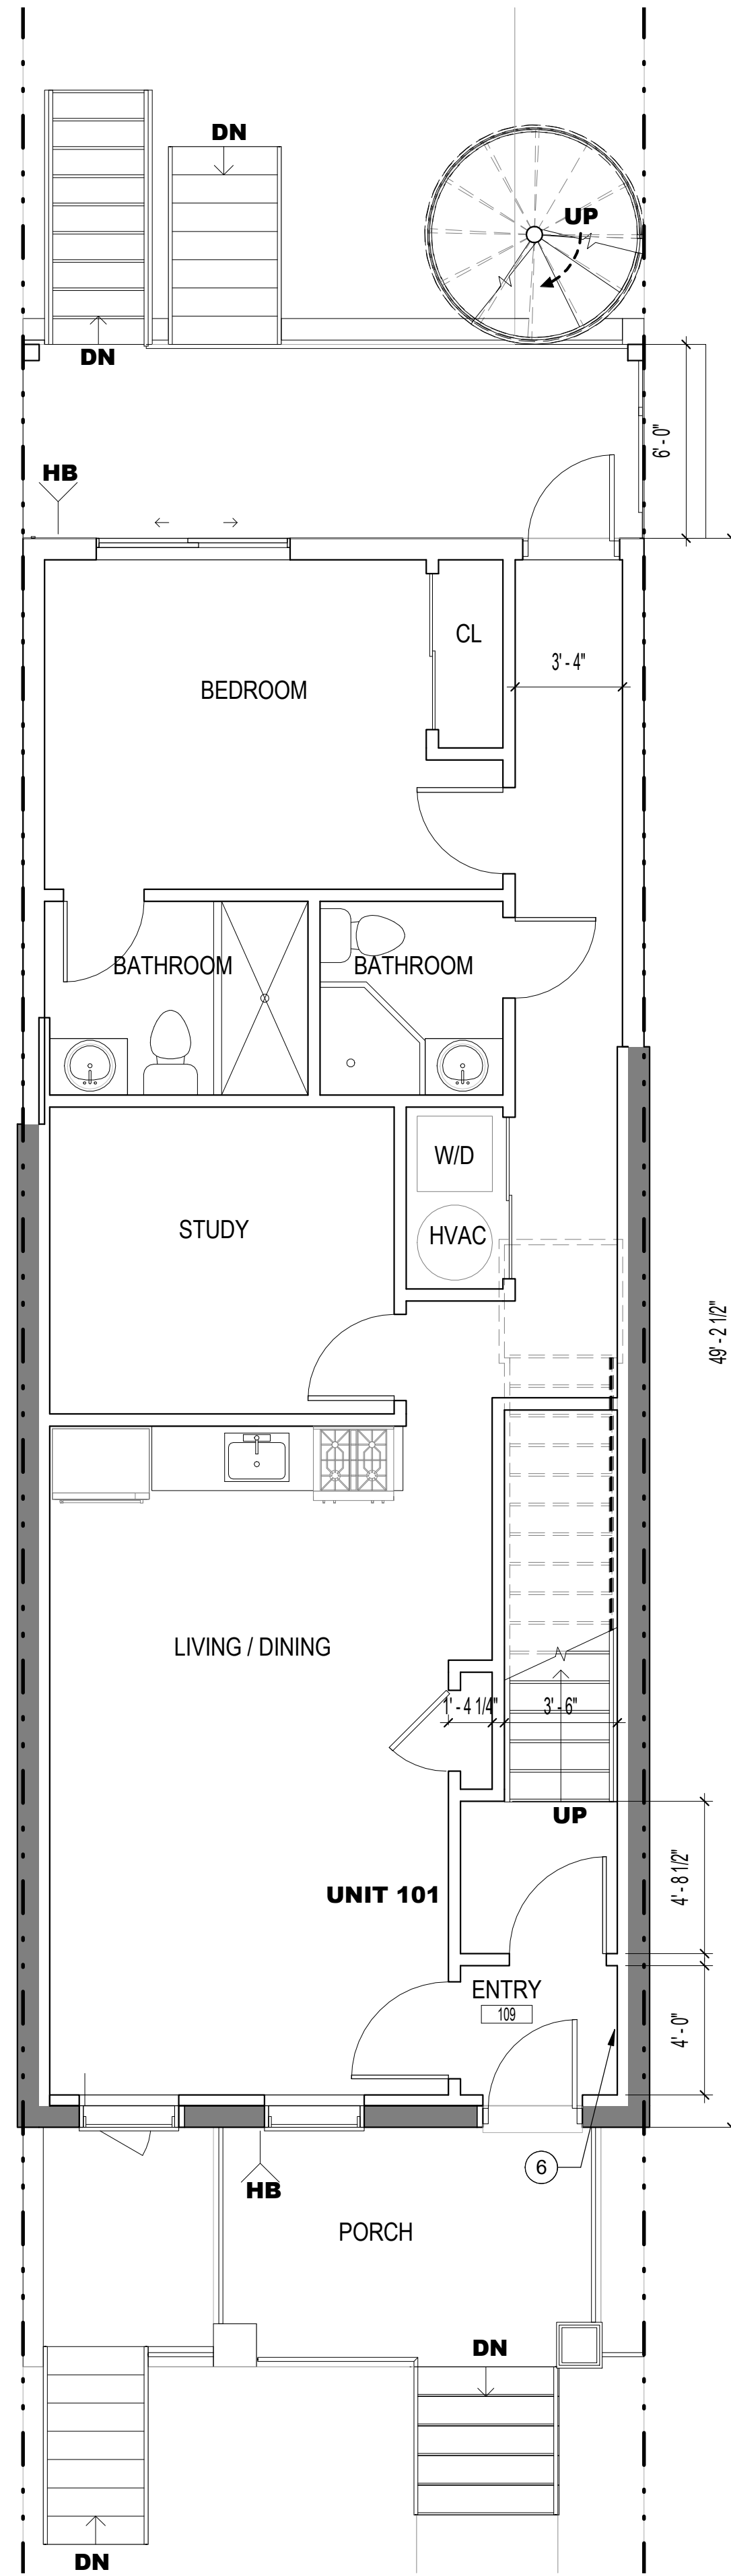 DN
UP
DN
6' - 0"
HB
CL
BEDROOM
3' - 4"
BATHROOM
BATHROOM
W/D
STUDY
HVAC
49' - 2 1/2"
LIVING / DINING
1' - 4 1/4"
3' - 6"
UP
4' - 8 1/2"
UNIT 101
ENTRY
109
4' - 0"
6
HB
PORCH
DN
DN